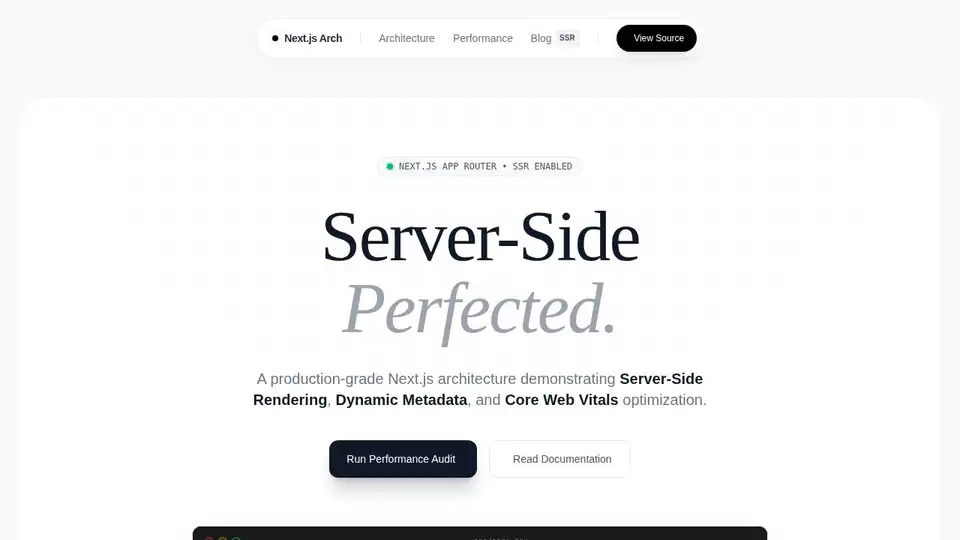 Next.js Arch Architecture Performance Blog SSR View Source
NEXT.JS APP ROUTER • SSR ENABLED
Server-Side
Perfected.
A production-grade Next.js architecture demonstrating Server-Side
Rendering, Dynamic Metadata, and Core Web Vitals optimization.
Run Performance Audit Read Documentation